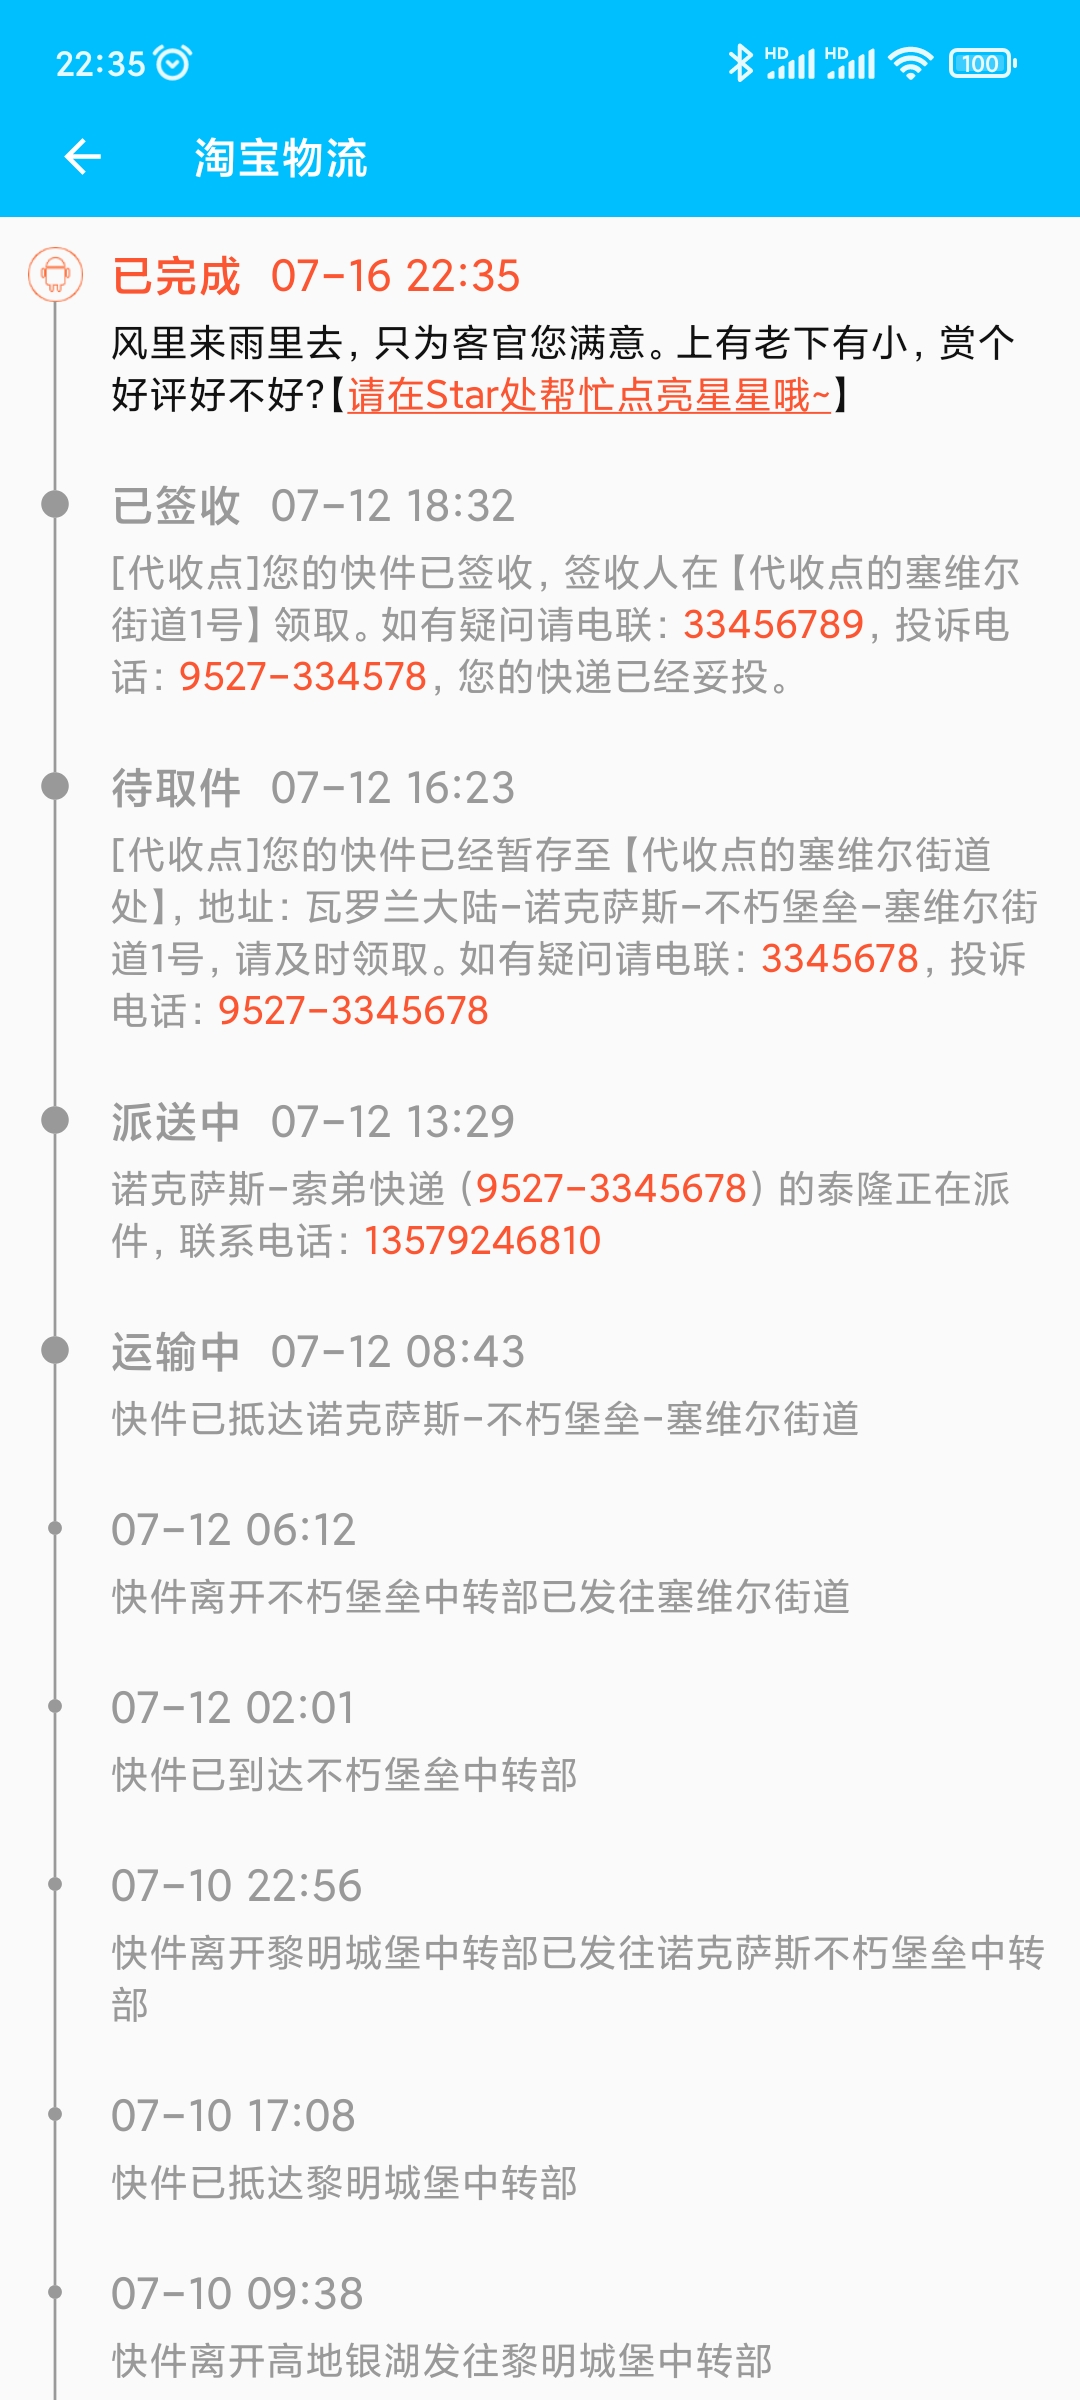 22:35
HD HD 100
淘宝物流
已完成 07-16 22:35
风里来雨里去, 只为客官您满意。上有老下有小, 赏个
好评好不好?【请在Star处帮忙点亮星星哦~】
已签收 07-12 18:32
[代收点]您的快件已签收, 签收人在【代收点的塞维尔
街道1号】领取。如有疑问请电联: 33456789, 投诉电
话: 9527-334578, 您的快递已经妥投。
待取件 07-12 16:23
[代收点]您的快件已经暂存至【代收点的塞维尔街道
处】, 地址: 瓦罗兰大陆-诺克萨斯-不朽堡垒-塞维尔街
道1号, 请及时领取。如有疑问请电联: 3345678, 投诉
电话: 9527-3345678
派送中 07-12 13:29
诺克萨斯-索弟快递 (9527-3345678) 的泰隆正在派
件, 联系电话: 13579246810
运输中 07-12 08:43
快件已抵达诺克萨斯-不朽堡垒-塞维尔街道
07-12 06:12
快件离开不朽堡垒中转部已发往塞维尔街道
07-12 02:01
快件已到达不朽堡垒中转部
07-10 22:56
快件离开黎明城堡中转部已发往诺克萨斯不朽堡垒中转
部
07-10 17:08
快件已抵达黎明城堡中转部
07-10 09:38
快件离开高地银湖发往黎明城堡中转部